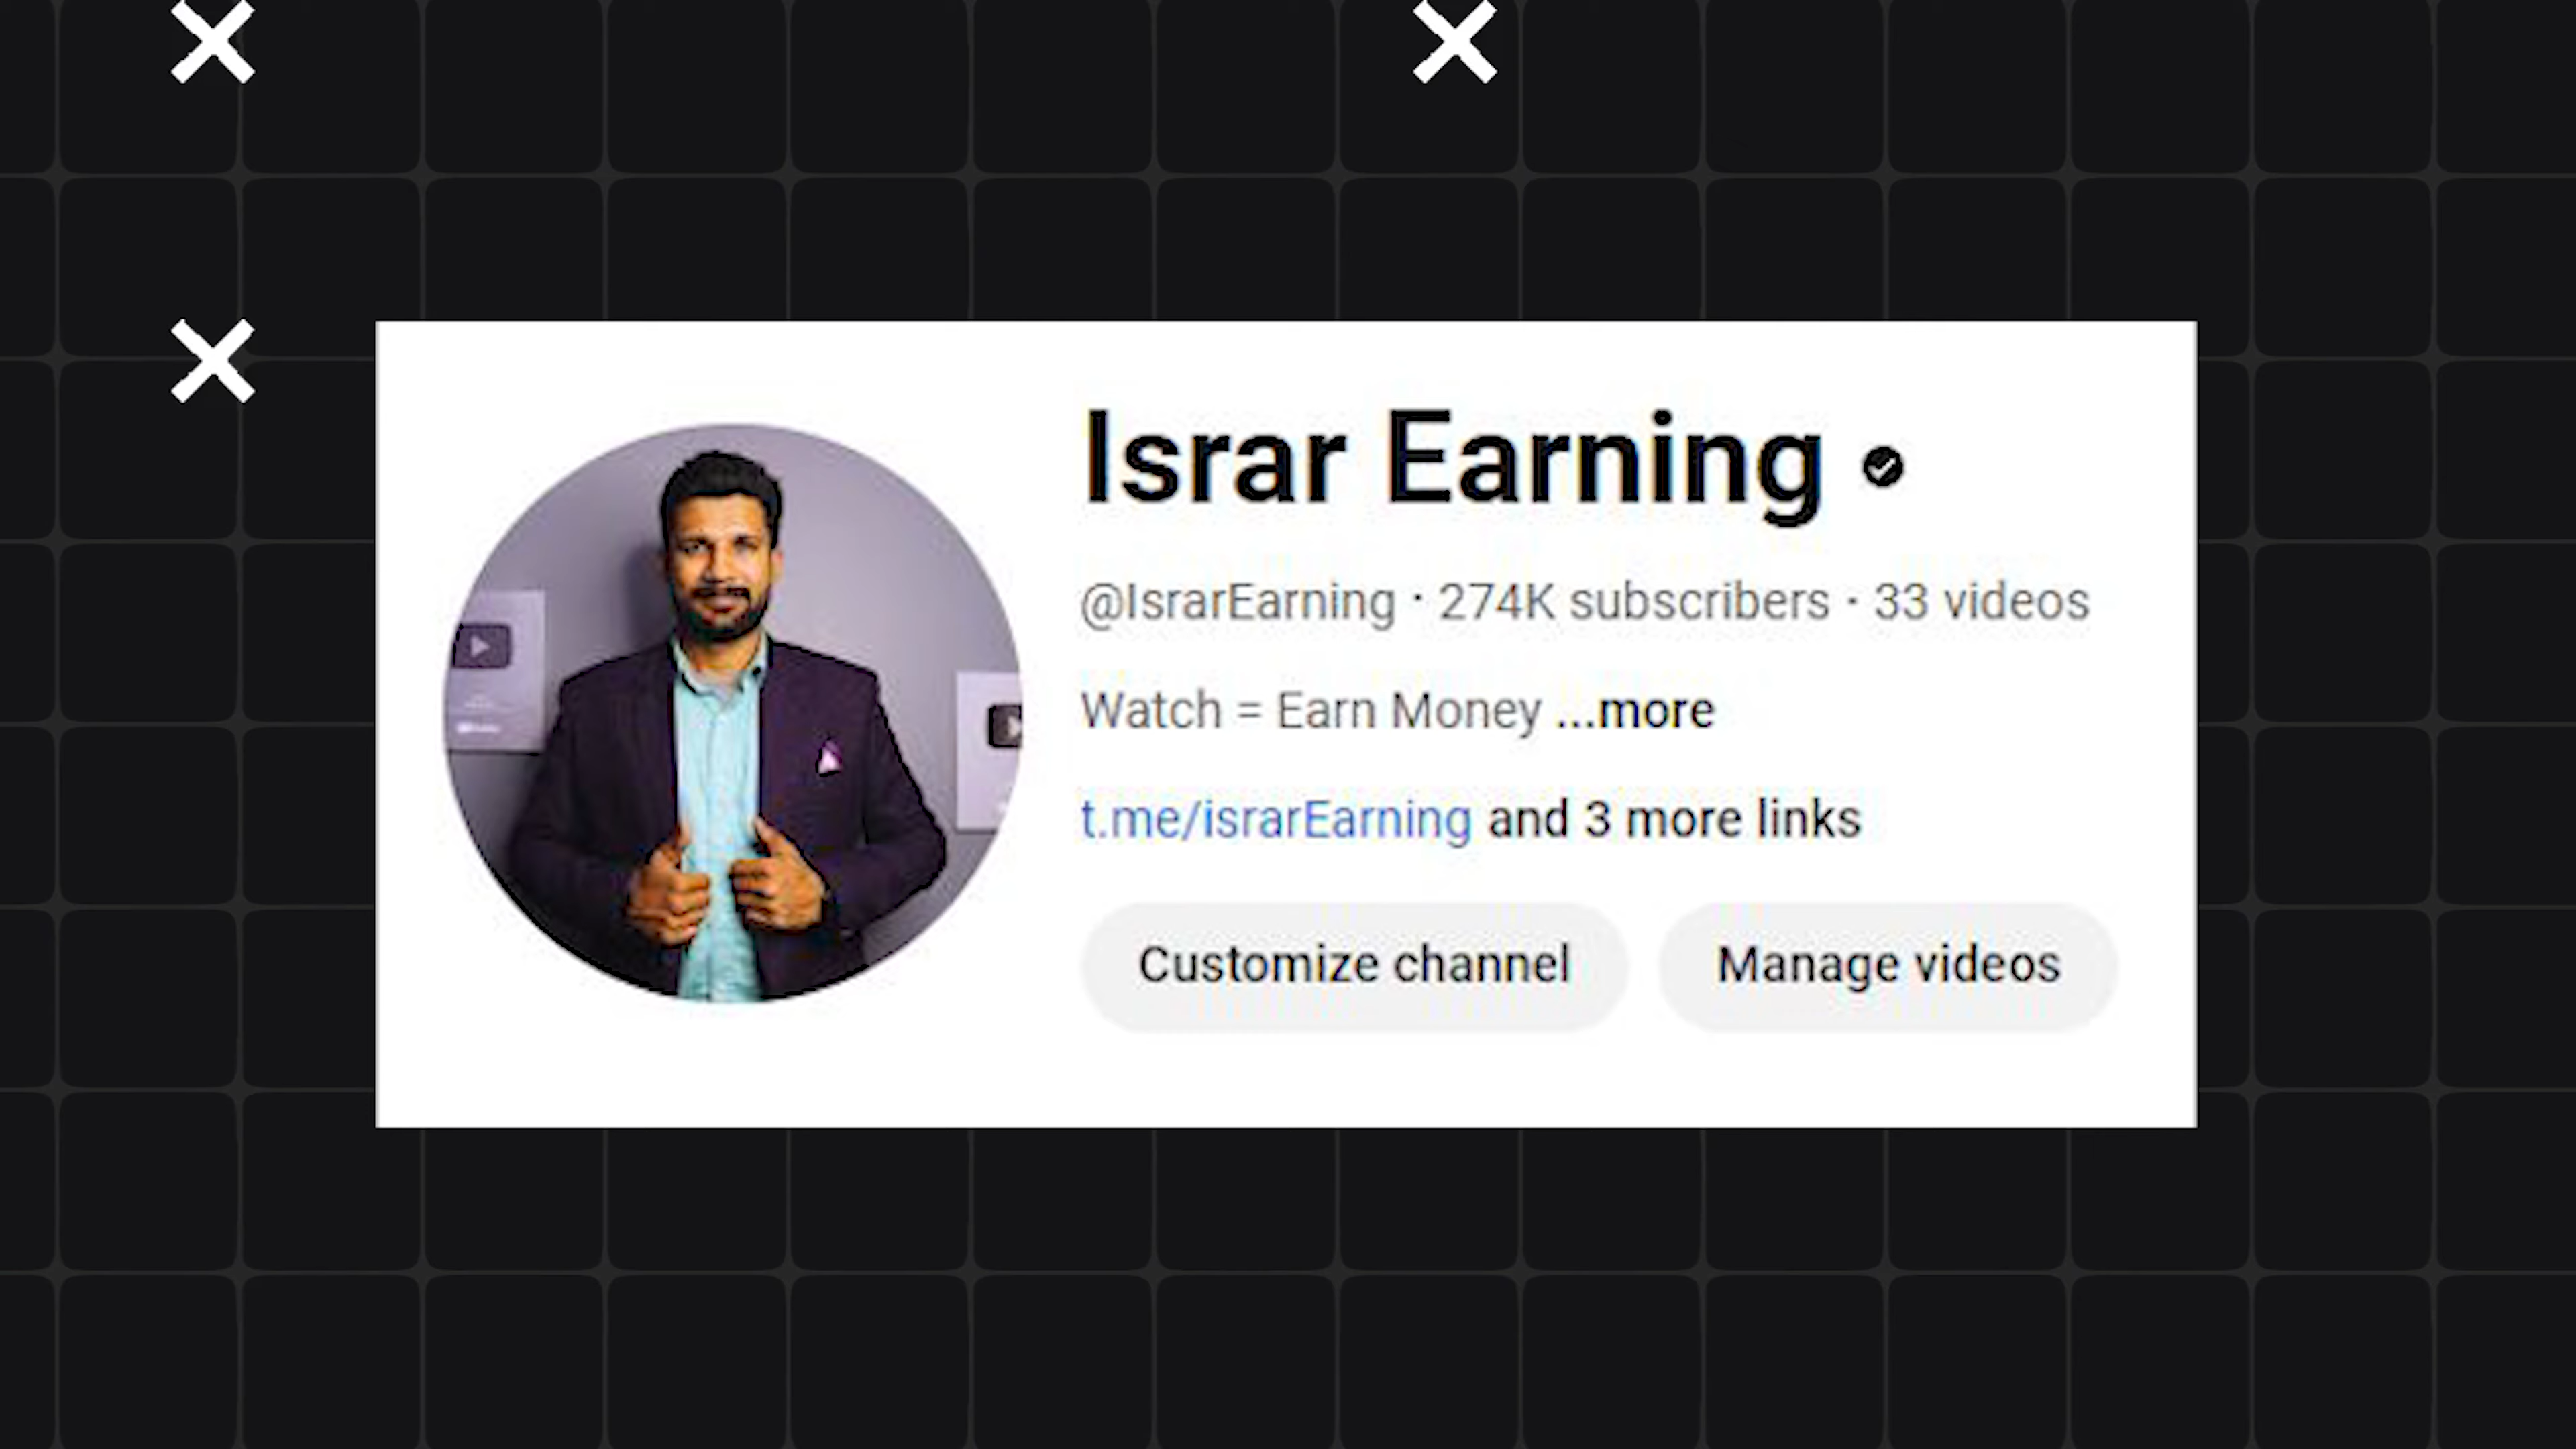 Israr Earning
@IsrarEarning · 274K subscribers · 33 videos
Watch = Earn Money ...more
t.me/israrEarning and 3 more links
Customize channel Manage videos